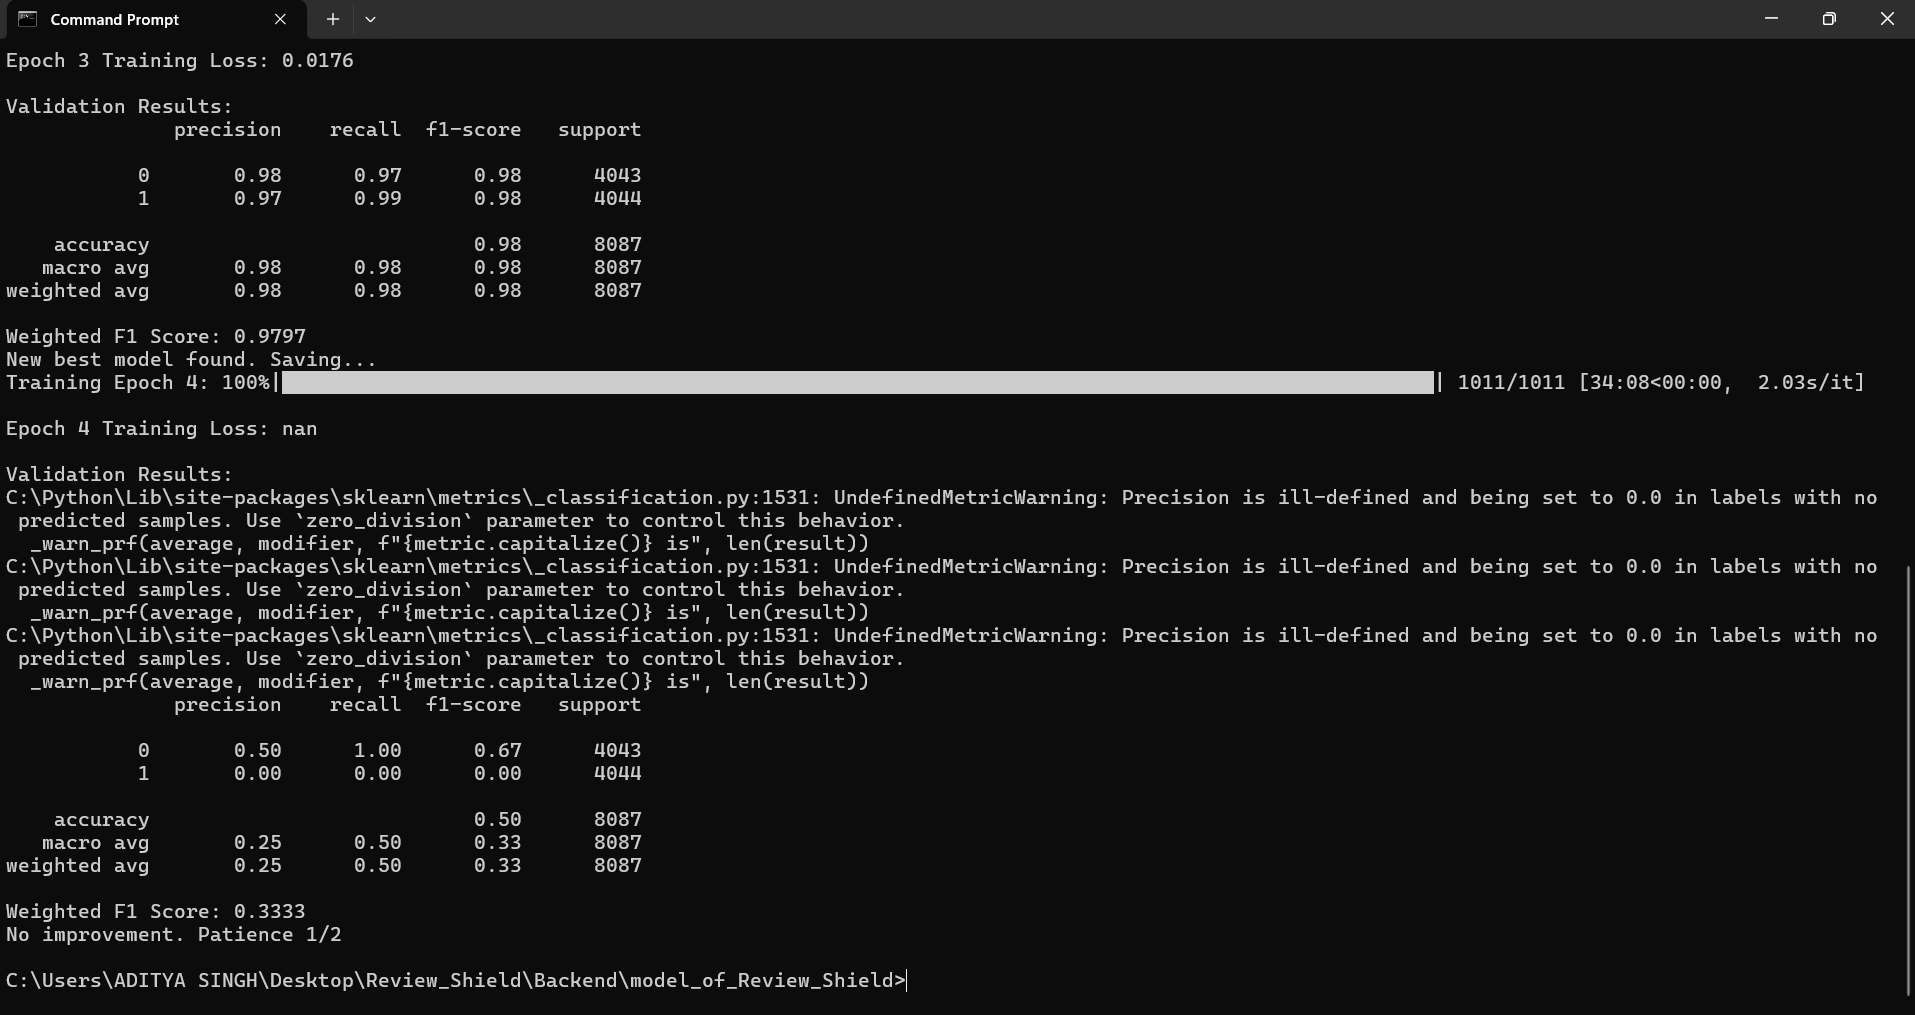 Command Prompt
Epoch 3 Training Loss: 0.0176
Validation Results:
precision recall f1-score support
0 0.98 0.97 0.98 4043
1 0.97 0.99 0.98 4044
accuracy 0.98 8087
macro avg 0.98 0.98 0.98 8087
weighted avg 0.98 0.98 0.98 8087
Weighted F1 Score: 0.9797
New best model found. Saving...
Training Epoch 4: 100%| | 1011/1011 [34:08<00:00, 2.03s/it]
Epoch 4 Training Loss: nan
Validation Results:
C:\Python\Lib\site-packages\sklearn\metrics\_classification.py:1531: UndefinedMetricWarning: Precision is ill-defined and being set to 0.0 in labels with no
predicted samples. Use `zero_division` parameter to control this behavior.
_warn_prf(average, modifier, f"{metric.capitalize()} is", len(result))
C:\Python\Lib\site-packages\sklearn\metrics\_classification.py:1531: UndefinedMetricWarning: Precision is ill-defined and being set to 0.0 in labels with no
predicted samples. Use `zero_division` parameter to control this behavior.
_warn_prf(average, modifier, f"{metric.capitalize()} is", len(result))
C:\Python\Lib\site-packages\sklearn\metrics\_classification.py:1531: UndefinedMetricWarning: Precision is ill-defined and being set to 0.0 in labels with no
predicted samples. Use `zero_division` parameter to control this behavior.
_warn_prf(average, modifier, f"{metric.capitalize()} is", len(result))
precision recall f1-score support
0 0.50 1.00 0.67 4043
1 0.00 0.00 0.00 4044
accuracy 0.50 8087
macro avg 0.25 0.50 0.33 8087
weighted avg 0.25 0.50 0.33 8087
Weighted F1 Score: 0.3333
No improvement. Patience 1/2
C:\Users\ADITYA SINGH\Desktop\Review_Shield\Backend\model_of_Review_Shield>